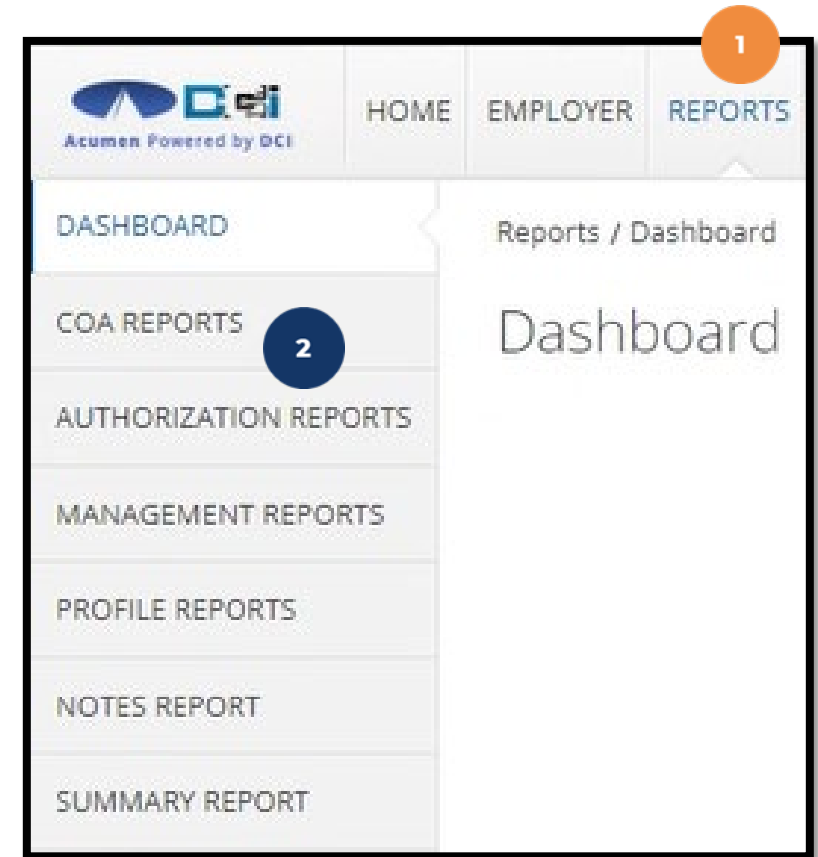 1
DCi
Acumen Powered by DCI
HOME EMPLOYER REPORTS
DASHBOARD
Reports / Dashboard
COA REPORTS
2
Dashboard
AUTHORIZATION REPORTS
MANAGEMENT REPORTS
PROFILE REPORTS
NOTES REPORT
SUMMARY REPORT